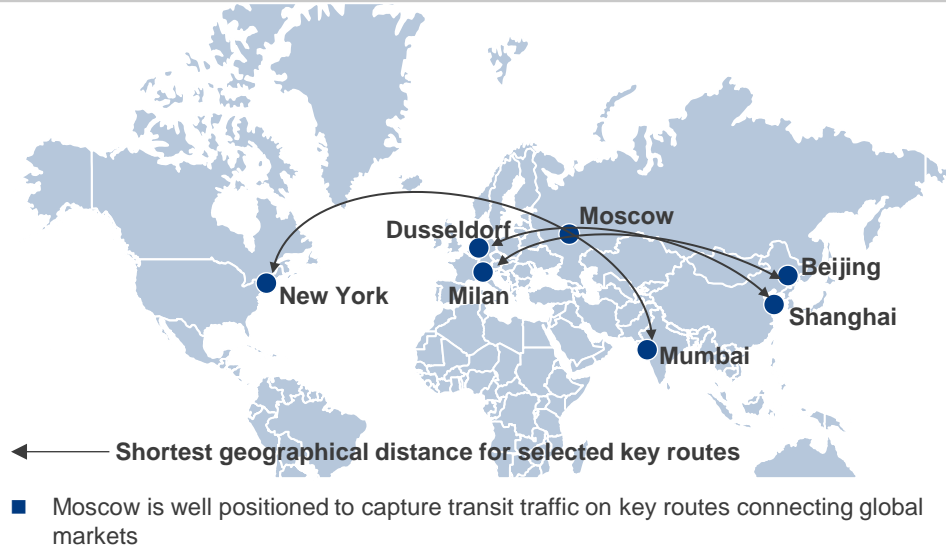 Moscow
Dusseldorf
Beijing
New York
Milan
Shanghai
Mumbai
Shortest geographical distance for selected key routes
Moscow is well positioned to capture transit traffic on key routes connecting global
markets